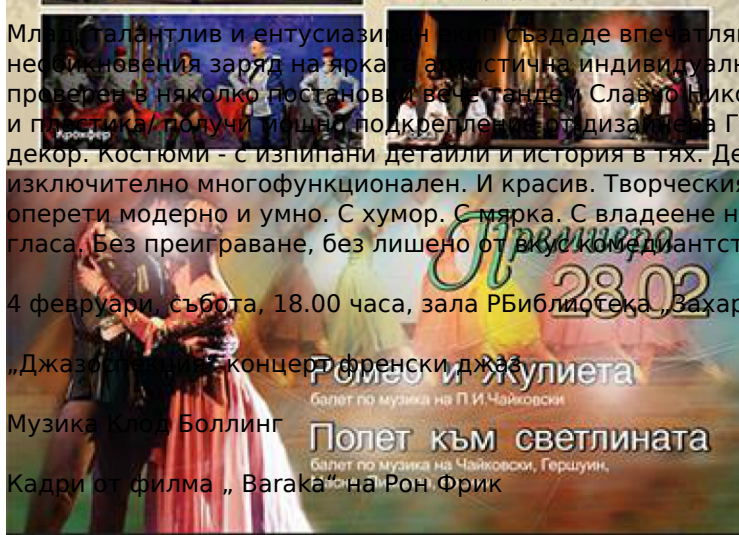 Млад, талантлив и ентусиазиран екип създаде впечатля
необикновения заряд на ярката артистична индивидуалн
проверен в няколко постановки вече тандем Славчо Нико
и пластика/ получи мощно подкрепление от дизайнера Г
Крокфер
декор. Костюми - с изпипани детайли и история в тях. Де
изключително многофункционален. И красив. Творческия
оперети модерно и умно. С хумор. С мярка. С владеене н
гласа. Без преиграване, без лишено от вкус комедиантст
Премиера
28.02
4 февруари, събота, 18.00 часа, зала РБиблиотека „Захар
„Джазоспекция“ концерт френски джаз
Ромео и Жулиета
балет по музика на П.И.Чайковски
Музика Клод Боллинг
Полет към светлината
балет по музика на Чайковски, Гершуин,
Кадри от филма „ Baraka“ на Рон Фрик